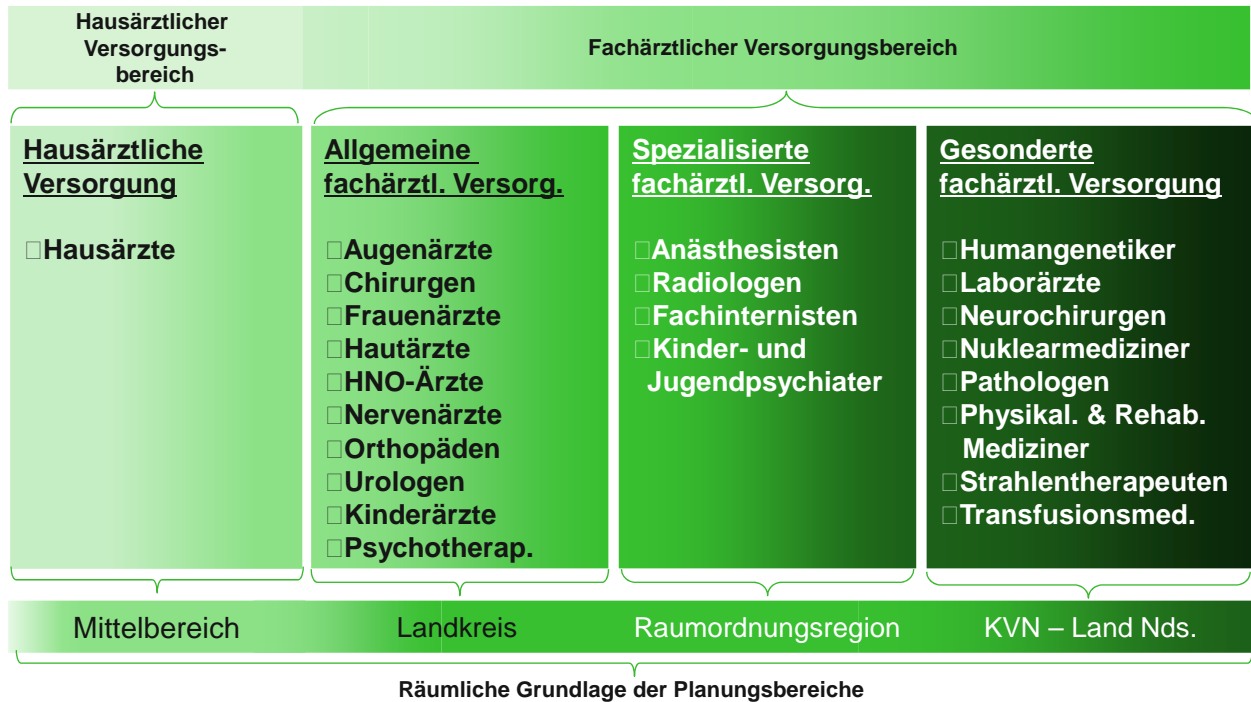 Hausärztlicher
Versorgungs-
bereich
Fachärztlicher Versorgungsbereich
Hausärztliche
Versorgung
Hausärzte
Allgemeine
fachärztl. Versorg.
Augenärzte
Chirurgen
Frauenärzte
Hautärzte
HNO-Ärzte
Nervenärzte
Orthopäden
Urologen
Kinderärzte
Psychotherap.
Spezialisierte
fachärztl. Versorg.
Anästhesisten
Radiologen
Fachinternisten
Kinder- und
Jugendpsychiater
Gesonderte
fachärztl. Versorgung
Humangenetiker
Laborärzte
Neurochirurgen
Nuklearmediziner
Pathologen
Physikal. & Rehab.
Mediziner
Strahlentherapeuten
Transfusionsmed.
Mittelbereich
Landkreis
Raumordnungsregion
KVN – Land Nds.
Räumliche Grundlage der Planungsbereiche